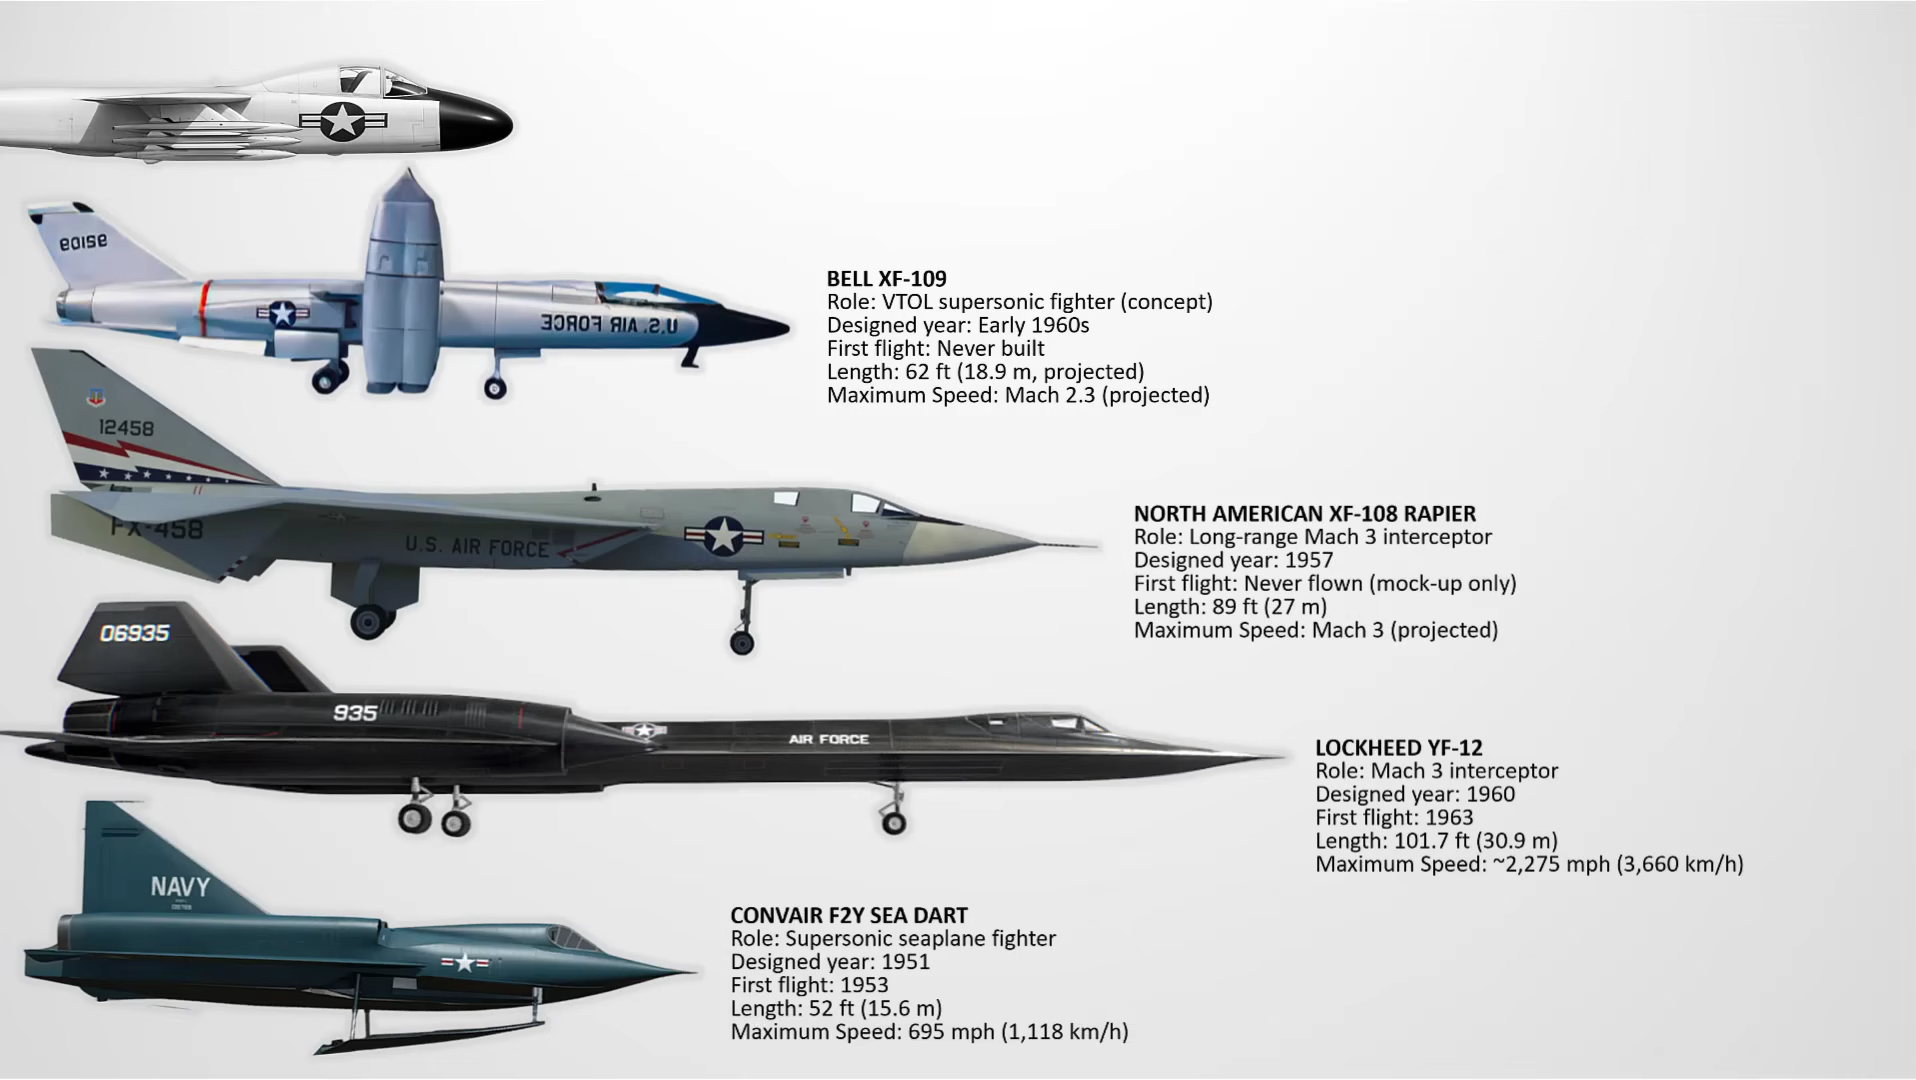 80158
U.S. AIR FORCE
BELL XF-109
Role: VTOL supersonic fighter (concept)
Designed year: Early 1960s
First flight: Never built
Length: 62 ft (18.9 m, projected)
Maximum Speed: Mach 2.3 (projected)
12458
FX-458
U.S. AIR FORCE
NORTH AMERICAN XF-108 RAPIER
Role: Long-range Mach 3 interceptor
Designed year: 1957
First flight: Never flown (mock-up only)
Length: 89 ft (27 m)
Maximum Speed: Mach 3 (projected)
06935
935
AIR FORCE
LOCKHEED YF-12
Role: Mach 3 interceptor
Designed year: 1960
First flight: 1963
Length: 101.7 ft (30.9 m)
Maximum Speed: ~2,275 mph (3,660 km/h)
NAVY
CONVAIR F2Y SEA DART
Role: Supersonic seaplane fighter
Designed year: 1951
First flight: 1953
Length: 52 ft (15.6 m)
Maximum Speed: 695 mph (1,118 km/h)